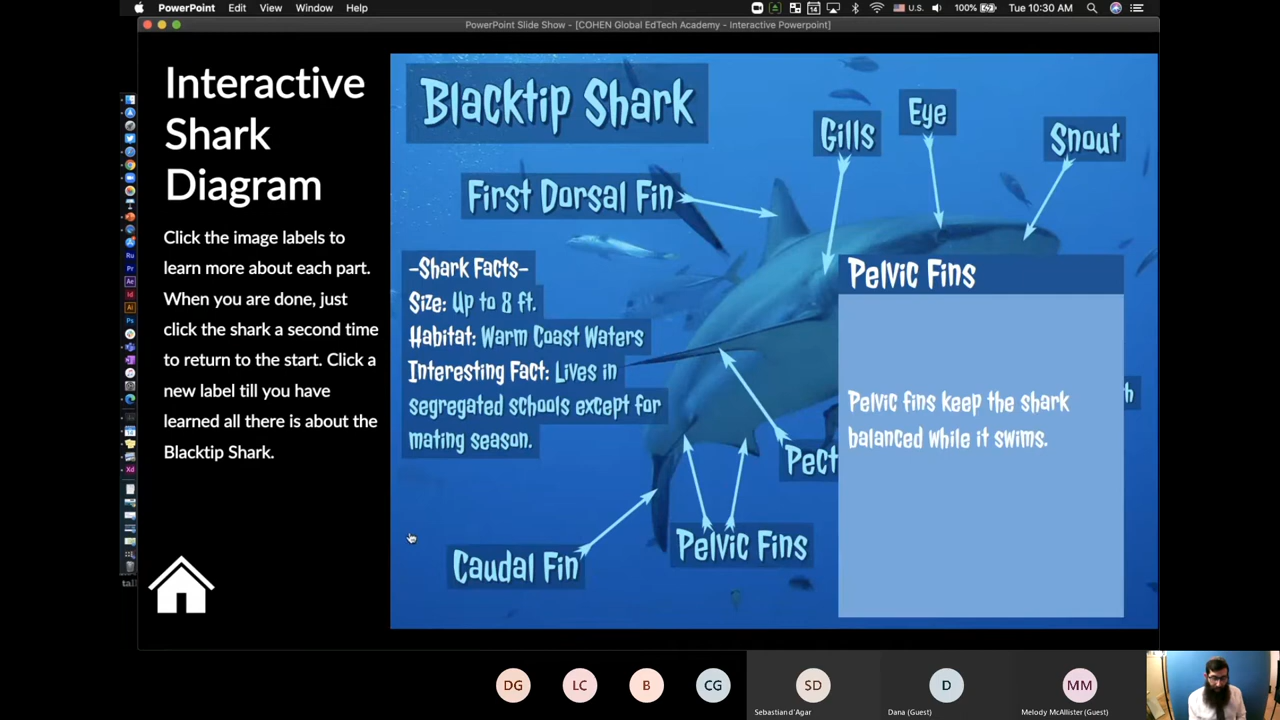 PowerPoint Edit View Window Help
U.S. 100% Tue 10:30 AM
PowerPoint Slide Show - [COHEN Global EdTech Academy - Interactive Powerpoint]
Interactive
Shark
Diagram
Click the image labels to
learn more about each part.
When you are done, just
click the shark a second time
to return to the start. Click a
new label till you have
learned all there is about the
Blacktip Shark.
Blacktip Shark
Gills
Eye
Snout
First Dorsal Fin
-Shark Facts-
Size: Up to 8 ft.
Habitat: Warm Coast Waters
Interesting Fact: Lives in
segregated schools except for
mating season.
Pelvic Fins
Pelvic fins keep the shark
balanced while it swims.
Pect
h
Pelvic Fins
Caudal Fin
DG LC B CG SD D MM
Sebastian d'Agar Dana (Guest) Melody McAllister (Guest)